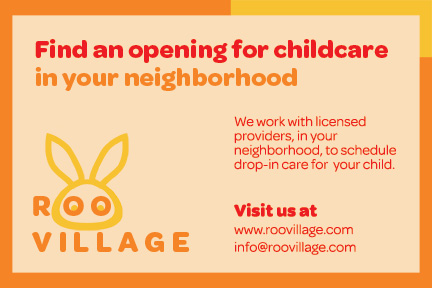 Find an opening for childcare
in your neighborhood
We work with licensed
providers, in your
neighborhood, to schedule
drop-in care for your child.
ROO
VILLAGE
Visit us at
www.roovillage.com
info@roovillage.com